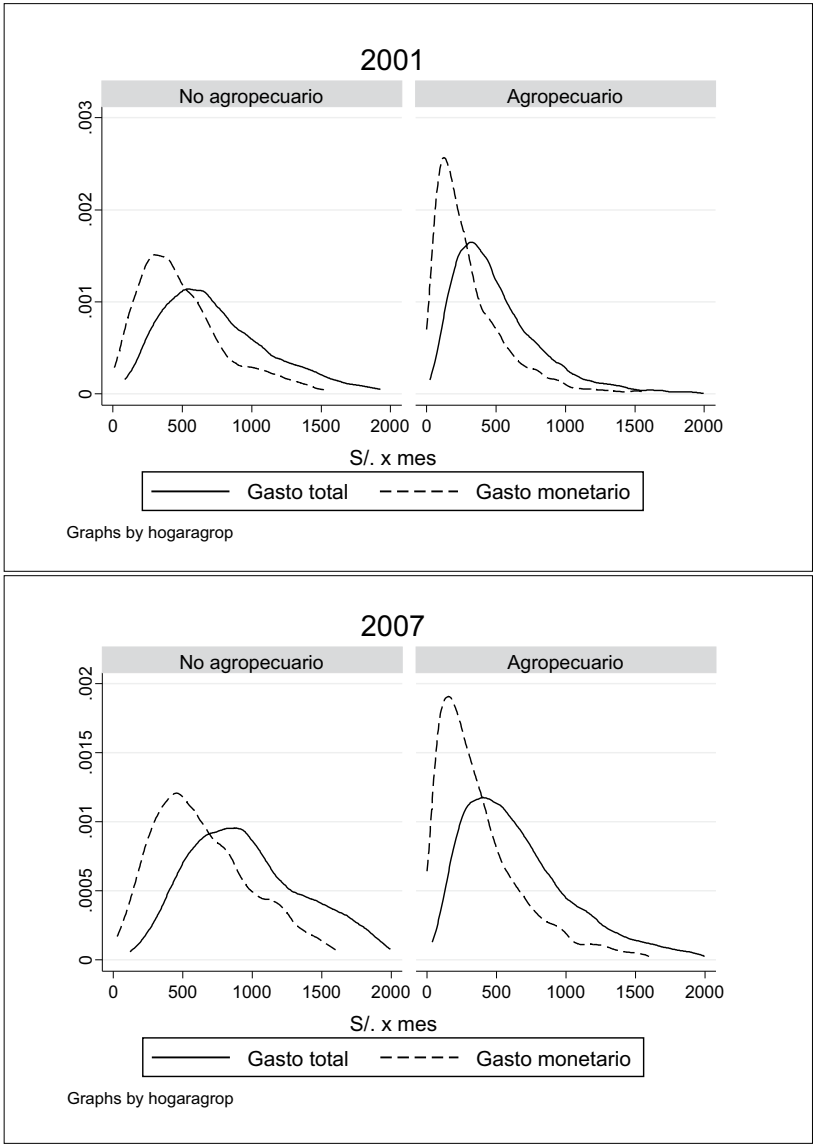 2001
No agropecuario
Agropecuario
.003
.002
.001
0
0 500 1000 1500 2000
0 500 1000 1500 2000
S/. x mes
Gasto total Gasto monetario
Graphs by hogaragrop
2007
No agropecuario
Agropecuario
.002
.0015
.001
.0005
0
0 500 1000 1500 2000
0 500 1000 1500 2000
S/. x mes
Gasto total Gasto monetario
Graphs by hogaragrop